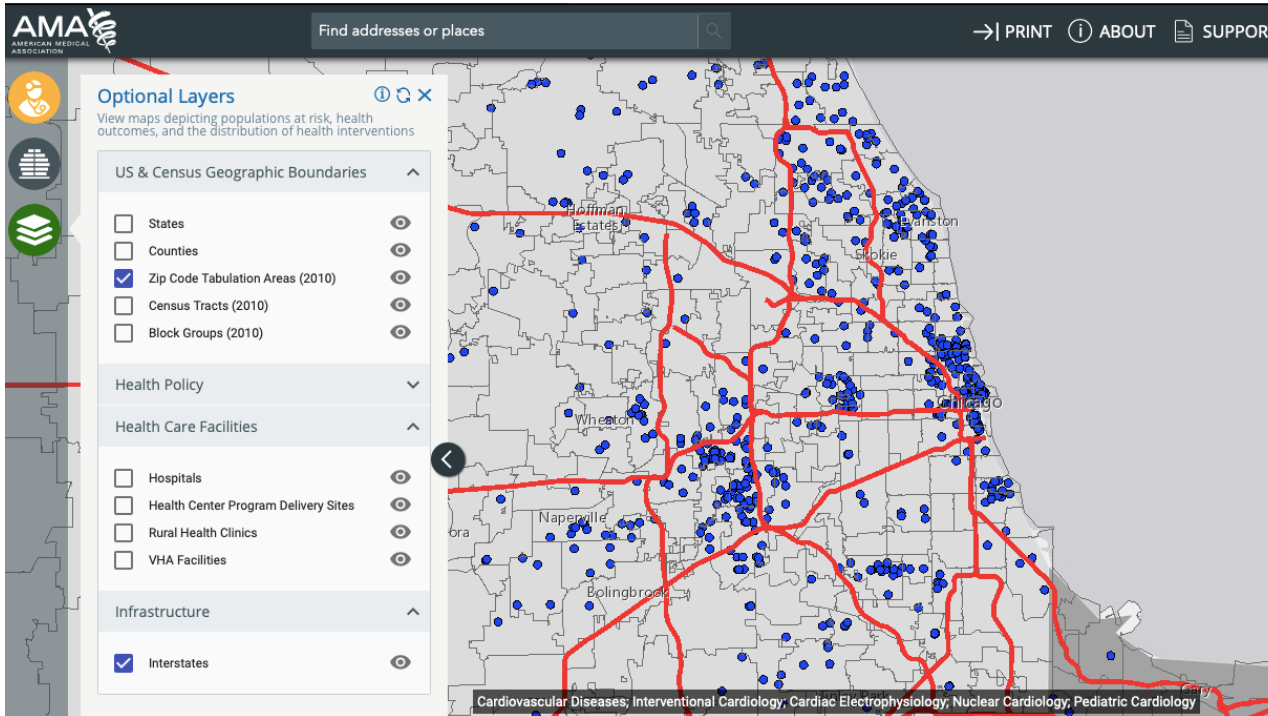 AMA
AMERICAN MEDICAL
ASSOCIATION
Find addresses or places
PRINT
ABOUT
SUPPOR
Optional Layers
View maps depicting populations at risk, health
outcomes, and the distribution of health interventions
US & Census Geographic Boundaries
States
Counties
Zip Code Tabulation Areas (2010)
Census Tracts (2010)
Block Groups (2010)
Health Policy
Health Care Facilities
Hospitals
Health Center Program Delivery Sites
Rural Health Clinics
VHA Facilities
Infrastructure
Interstates
Hoffman
Estates
Evanston
Skokie
Chicago
Wheaton
Naperville
ora
Bolingbrook
Gary
Cardiovascular Diseases; Interventional Cardiology; Cardiac Electrophysiology; Nuclear Cardiology; Pediatric Cardiology